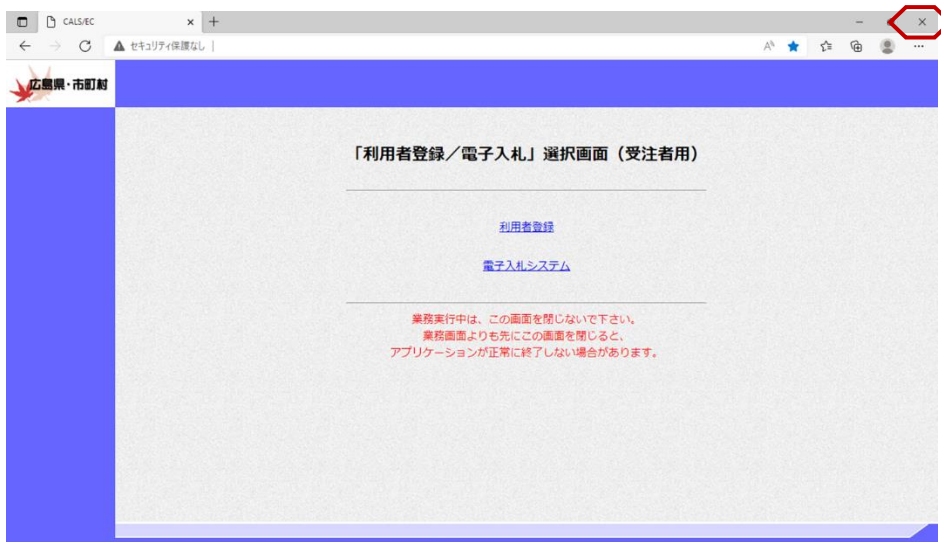 CALS/EC
セキュリティ保護なし
広島県・市町村
「利用者登録／電子入札」選択画面（受注者用）
利用者登録
電子入札システム
業務実行中は、この画面を閉じないで下さい。
業務画面よりも先にこの画面を閉じると、
アプリケーションが正常に終了しない場合があります。